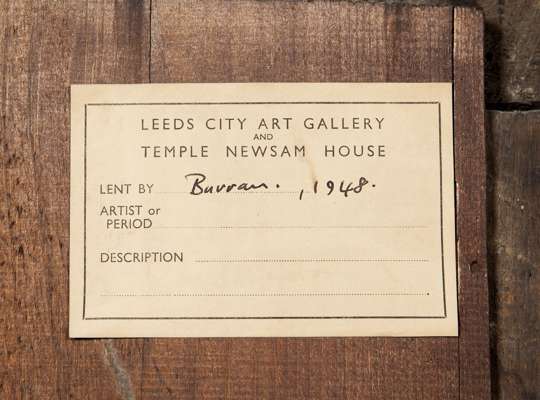 LEEDS CITY ART GALLERY
AND
TEMPLE NEWSAM HOUSE
LENT BY Burran. , 1948.
ARTIST or
PERIOD
DESCRIPTION